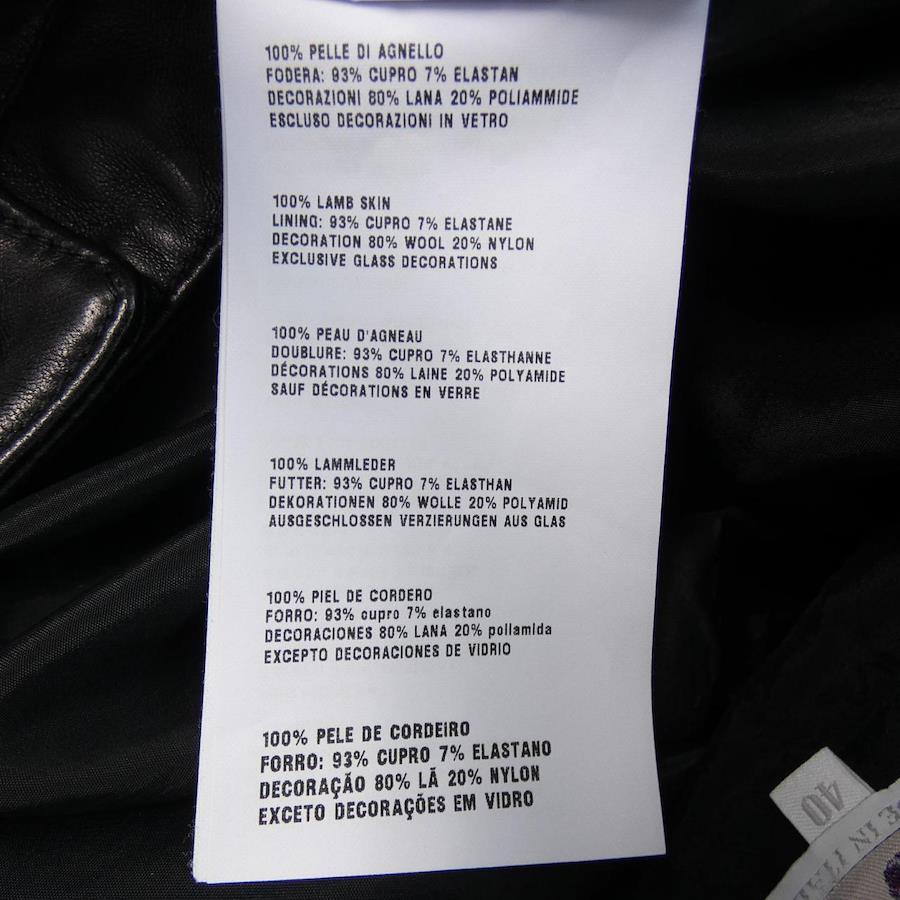 100% PELLE DI AGNELLO
FODERA: 93% CUPRO 7% ELASTAN
DECORAZIONI 80% LANA 20% POLIAMMIDE
ESCLUSO DECORAZIONI IN VETRO
100% LAMB SKIN
LINING: 93% CUPRO 7% ELASTANE
DECORATION 80% WOOL 20% NYLON
EXCLUSIVE GLASS DECORATIONS
100% PEAU D'AGNEAU
DOUBLURE: 93% CUPRO 7% ELASTHANNE
DÉCORATIONS 80% LAINE 20% POLYAMIDE
SAUF DÉCORATIONS EN VERRE
100% LAMMLEDER
FUTTER: 93% CUPRO 7% ELASTHAN
DEKORATIONEN 80% WOLLE 20% POLYAMID
AUSGESCHLOSSEN VERZIERUNGEN AUS GLAS
100% PIEL DE CORDERO
FORRO: 93% cupro 7% elastano
DECORACIONES 80% LANA 20% poliamida
EXCEPTO DECORACIONES DE VIDRIO
100% PELE DE CORDEIRO
FORRO: 93% CUPRO 7% ELASTANO
DECORAÇÃO 80% LÃ 20% NYLON
EXCETO DECORAÇÕES EM VIDRO
40